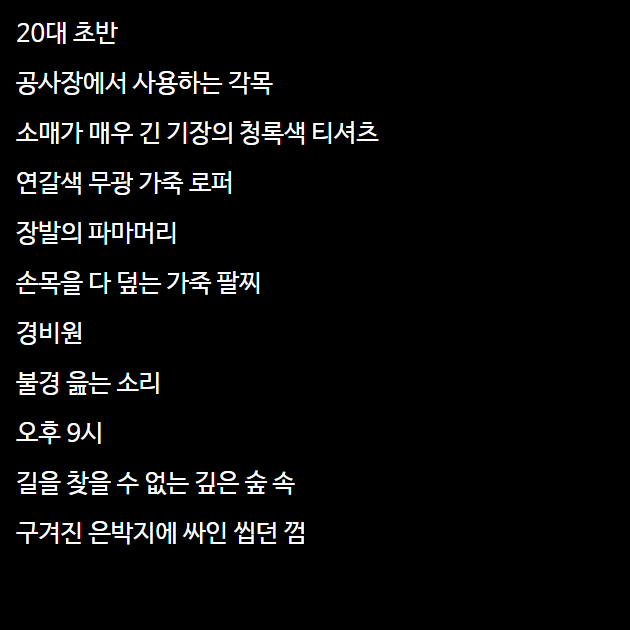 20대 초반
공사장에서 사용하는 각목
소매가 매우 긴 기장의 청록색 티셔츠
연갈색 무광 가죽 로퍼
장발의 파마머리
손목을 다 덮는 가죽 팔찌
경비원
불경 읊는 소리
오후 9시
길을 찾을 수 없는 깊은 숲 속
구겨진 은박지에 싸인 씹던 껌